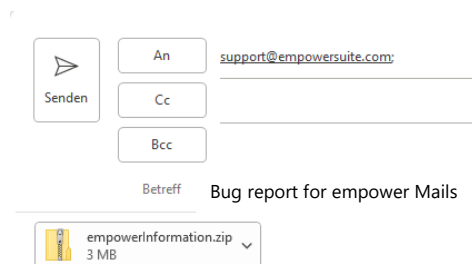 An
support@empowersuite.com;
Senden
Cc
Bcc
Betreff
Bug report for empower Mails
empowerInformation.zip
3 MB